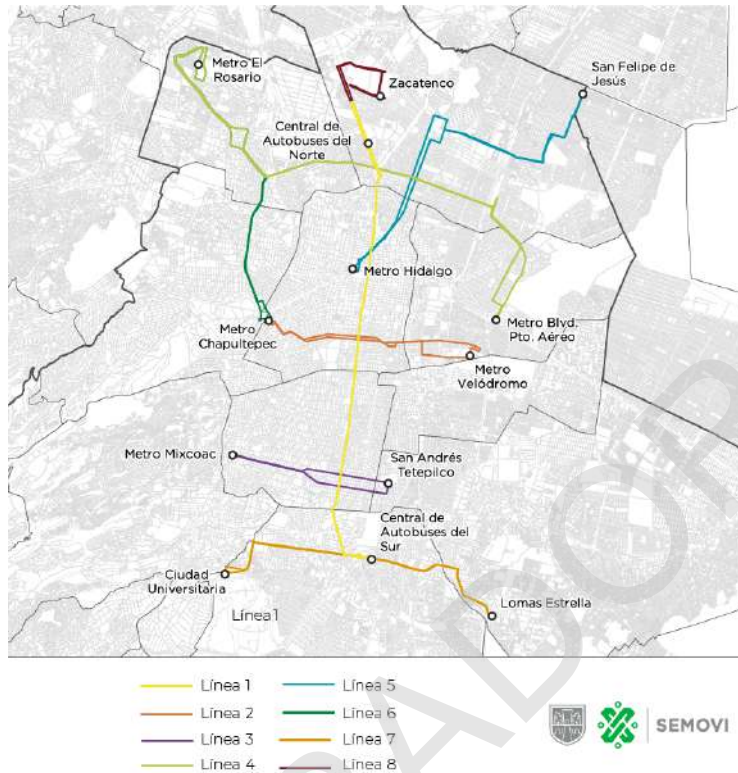 Metro El
Rosario
Zacatenco
San Felipe de
Jesús
Central de
Autobuses del
Norte
Metro Hidalgo
Metro
Chapultepec
Metro Blvd.
Pto. Aéreo
Metro
Velódromo
Metro Mixcoac
San Andrés
Tetepilco
Central de
Autobuses del
Sur
Ciudad
Universitaria
Línea 1
Lomas Estrella
Línea 1
Línea 2
Línea 3
Línea 4
Línea 5
Línea 6
Línea 7
Línea 8
SEMOVI